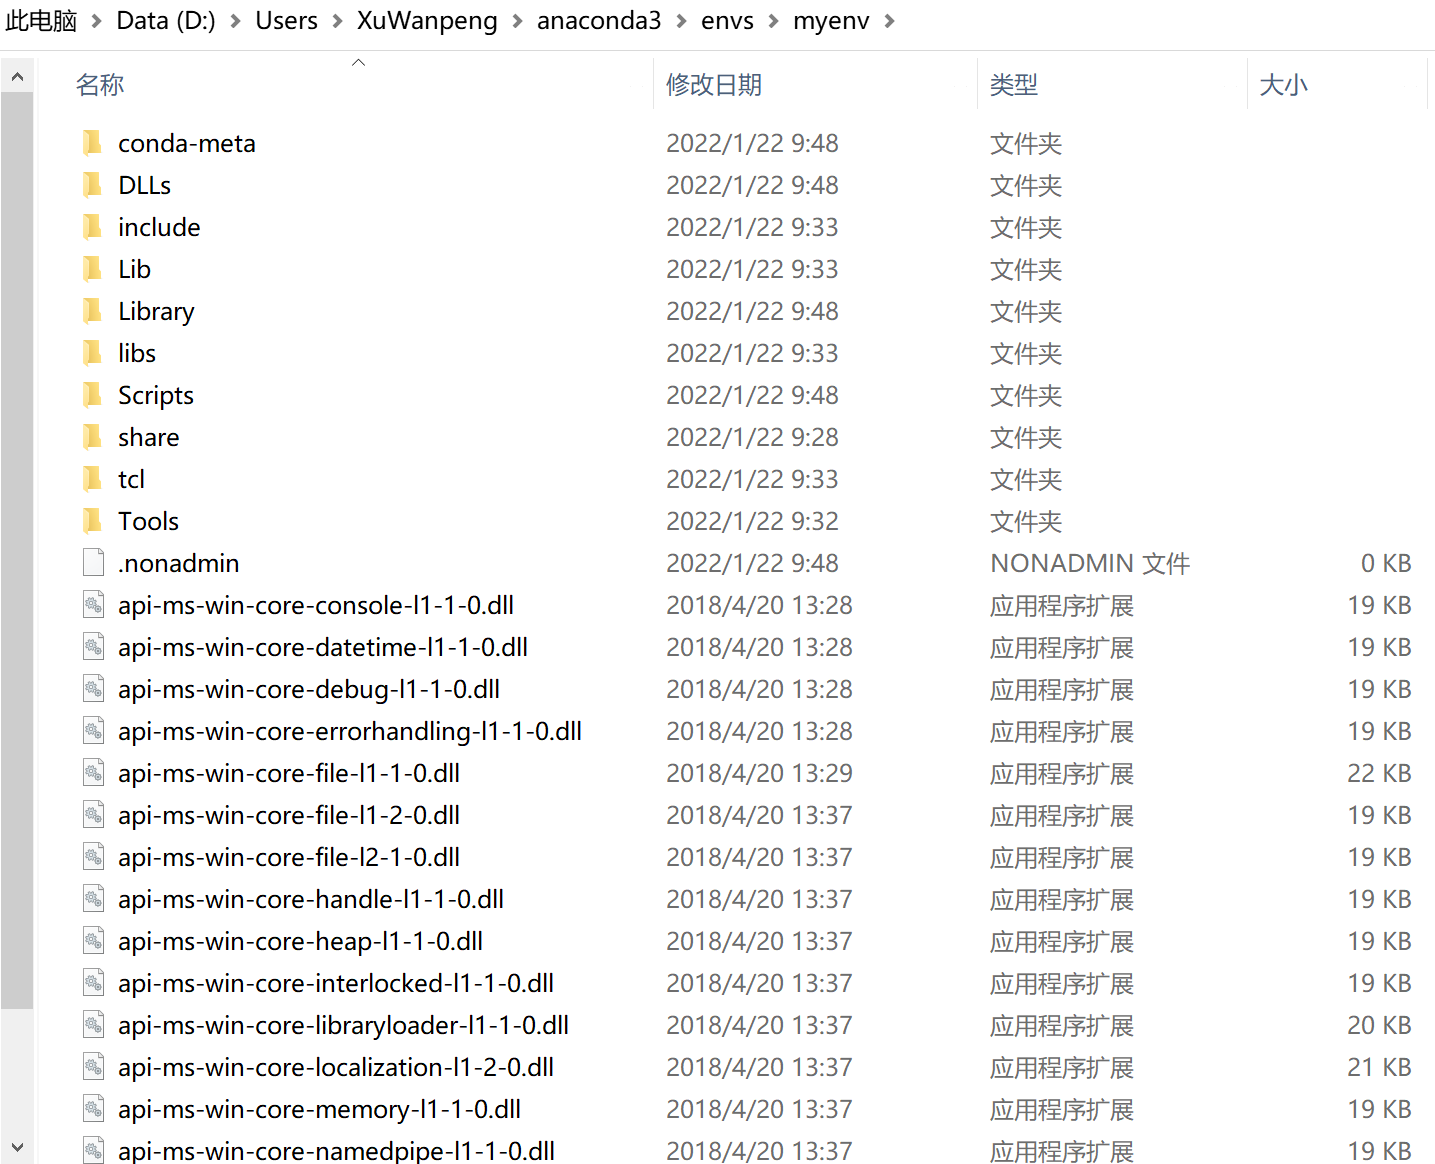 此电脑 > Data (D:) > Users > XuWanpeng > anaconda3 > envs > myenv >
名称 修改日期 类型 大小
conda-meta 2022/1/22 9:48 文件夹
DLLs 2022/1/22 9:48 文件夹
include 2022/1/22 9:33 文件夹
Lib 2022/1/22 9:33 文件夹
Library 2022/1/22 9:48 文件夹
libs 2022/1/22 9:33 文件夹
Scripts 2022/1/22 9:48 文件夹
share 2022/1/22 9:28 文件夹
tcl 2022/1/22 9:33 文件夹
Tools 2022/1/22 9:32 文件夹
.nonadmin 2022/1/22 9:48 NONADMIN 文件 0 KB
api-ms-win-core-console-l1-1-0.dll 2018/4/20 13:28 应用程序扩展 19 KB
api-ms-win-core-datetime-l1-1-0.dll 2018/4/20 13:28 应用程序扩展 19 KB
api-ms-win-core-debug-l1-1-0.dll 2018/4/20 13:28 应用程序扩展 19 KB
api-ms-win-core-errorhandling-l1-1-0.dll 2018/4/20 13:28 应用程序扩展 19 KB
api-ms-win-core-file-l1-1-0.dll 2018/4/20 13:29 应用程序扩展 22 KB
api-ms-win-core-file-l1-2-0.dll 2018/4/20 13:37 应用程序扩展 19 KB
api-ms-win-core-file-l2-1-0.dll 2018/4/20 13:37 应用程序扩展 19 KB
api-ms-win-core-handle-l1-1-0.dll 2018/4/20 13:37 应用程序扩展 19 KB
api-ms-win-core-heap-l1-1-0.dll 2018/4/20 13:37 应用程序扩展 19 KB
api-ms-win-core-interlocked-l1-1-0.dll 2018/4/20 13:37 应用程序扩展 19 KB
api-ms-win-core-libraryloader-l1-1-0.dll 2018/4/20 13:37 应用程序扩展 20 KB
api-ms-win-core-localization-l1-2-0.dll 2018/4/20 13:37 应用程序扩展 21 KB
api-ms-win-core-memory-l1-1-0.dll 2018/4/20 13:37 应用程序扩展 19 KB
api-ms-win-core-namedpipe-l1-1-0.dll 2018/4/20 13:37 应用程序扩展 19 KB